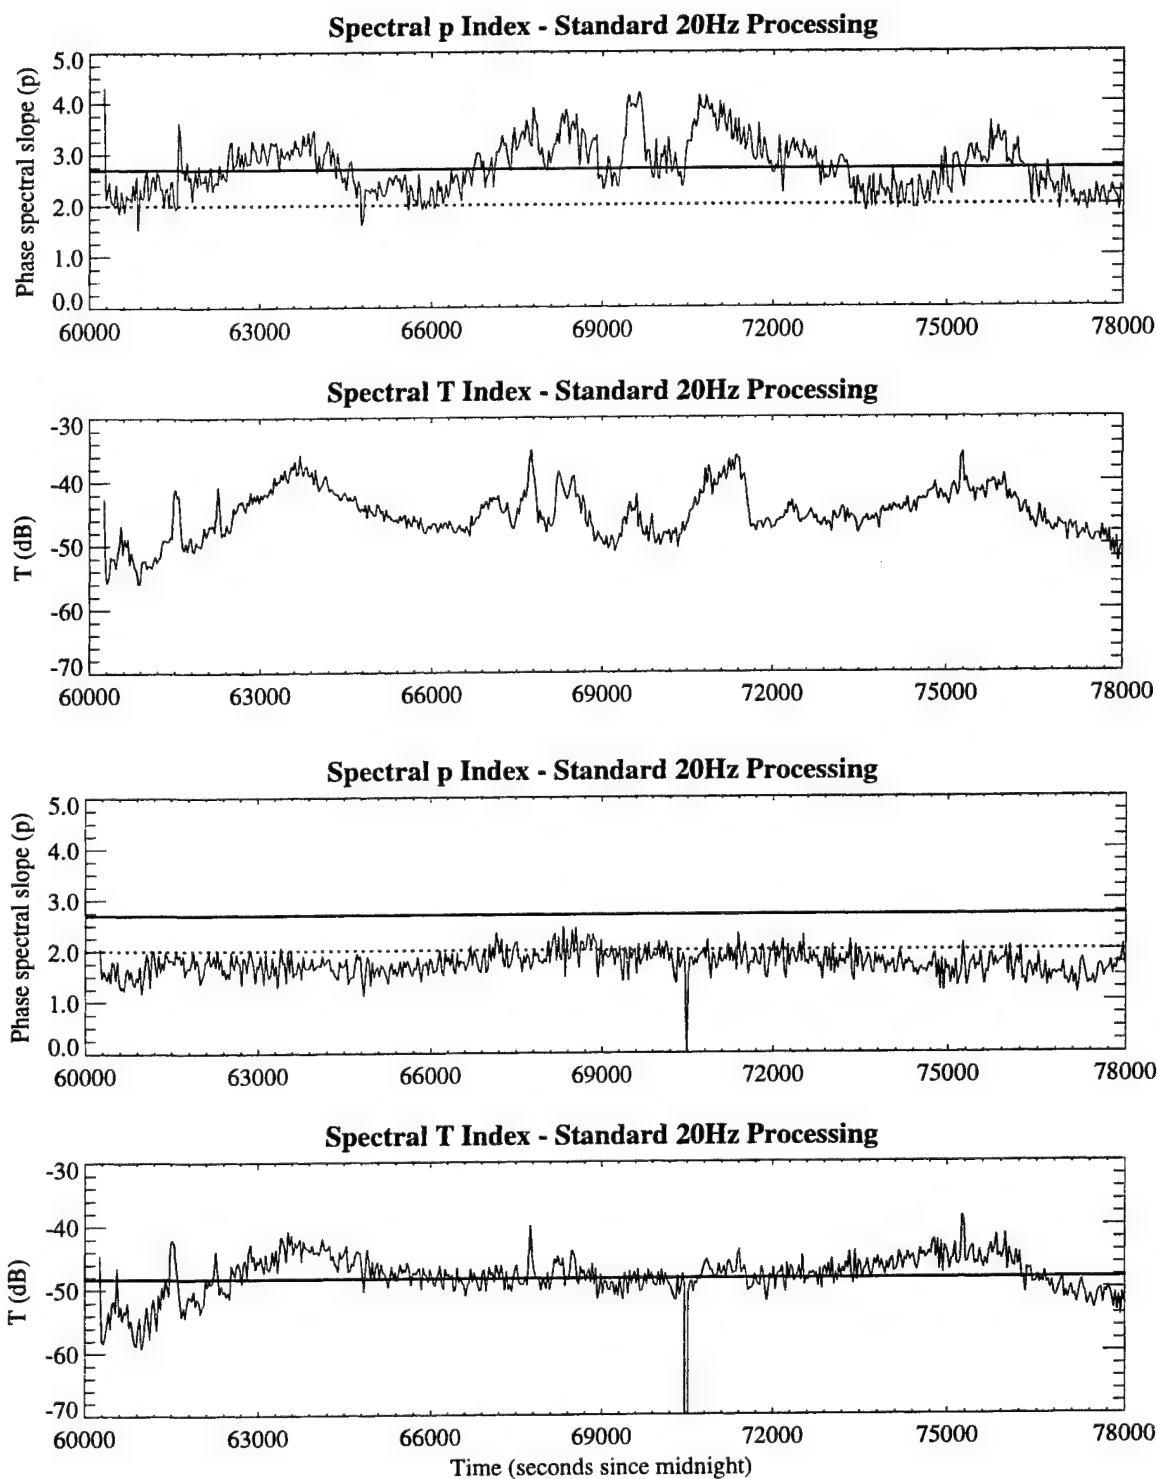 Spectral p Index - Standard 20Hz Processing
Phase spectral slope (p)
5.0
4.0
3.0
2.0
1.0
0.0
60000 63000 66000 69000 72000 75000 78000
Spectral T Index - Standard 20Hz Processing
T (dB)
-30
-40
-50
-60
-70
60000 63000 66000 69000 72000 75000 78000
Spectral p Index - Standard 20Hz Processing
Phase spectral slope (p)
5.0
4.0
3.0
2.0
1.0
0.0
60000 63000 66000 69000 72000 75000 78000
Spectral T Index - Standard 20Hz Processing
T (dB)
-30
-40
-50
-60
-70
60000 63000 66000 69000 72000 75000 78000
Time (seconds since midnight)